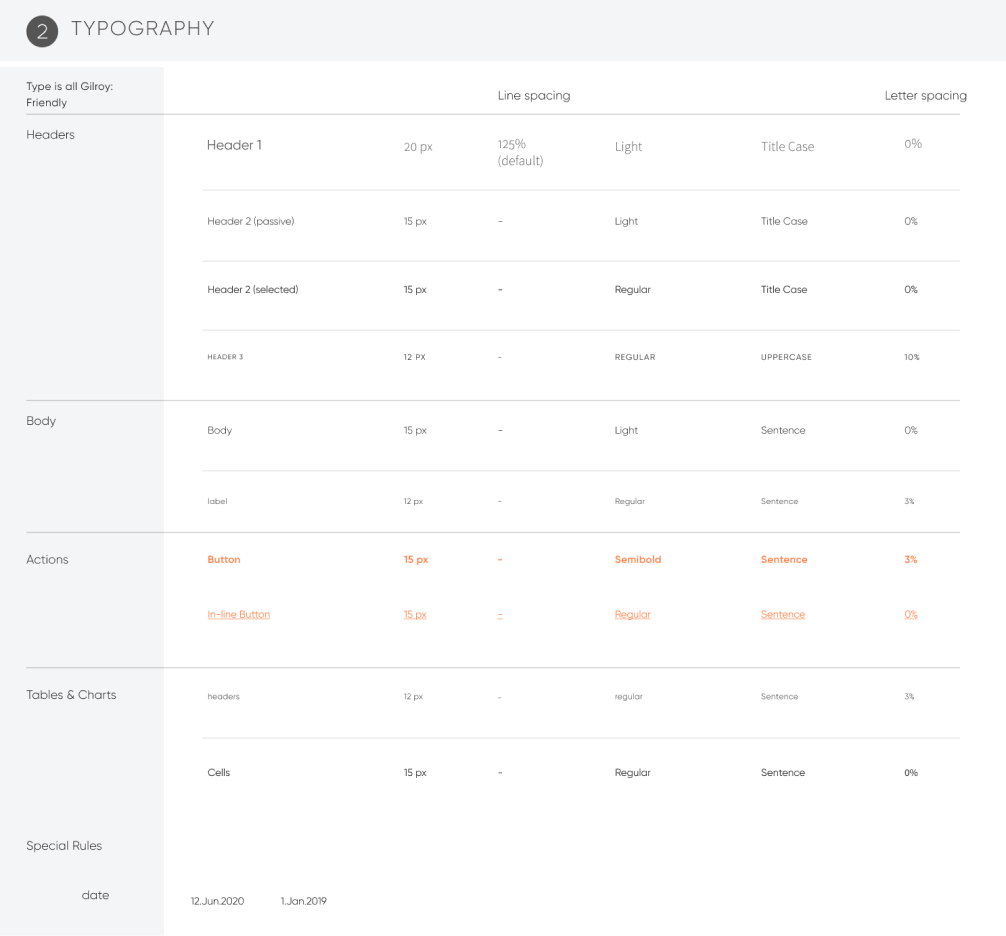 2 TYPOGRAPHY
Type is all Gilroy:
Friendly
Line spacing Letter spacing
Headers
Header 1 20 px 125% Light Title Case 0%
(default)
Header 2 (passive) 15 px - Light Title Case 0%
Header 2 (selected) 15 px - Regular Title Case 0%
HEADER 3 12 PX - REGULAR UPPERCASE 10%
Body
Body 15 px - Light Sentence 0%
label 12 px - Regular Sentence 3%
Actions Button 15 px - Semibold Sentence 3%
In-line Button 15 px - Regular Sentence 0%
Tables & Charts headers 12 px - regular Sentence 3%
Cells 15 px - Regular Sentence 0%
Special Rules
date 12.Jun.2020 1.Jan.2019